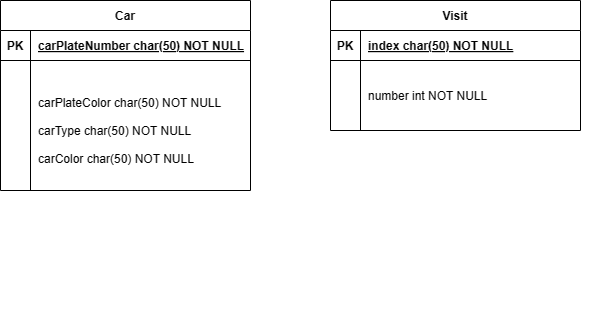 Car
PK carPlateNumber char(50) NOT NULL
carPlateColor char(50) NOT NULL
carType char(50) NOT NULL
carColor char(50) NOT NULL
Visit
PK index char(50) NOT NULL
number int NOT NULL